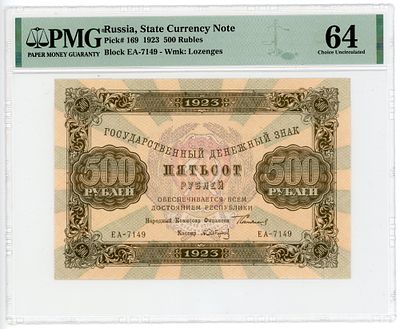 PMG
PAPER MONEY GUARANTY
Russia, State Currency Note
Pick# 169 1923 500 Rubles
Block EA-7149 - Wmk: Lozenges
64
Choice Uncirculated
1923
ГОСУДАРСТВЕННЫЙ ДЕНЕЖНЫЙ ЗНАК
500
РУБЛЕЙ
ПЯТЬСОТ
РУБЛЕЙ
500
РУБЛЕЙ
ОБЕСПЕЧИВАЕТСЯ ВСЕМ
ДОСТОЯНИЕМ РЕСПУБЛИКИ
Народный Комиссар Финансов
Кассир
ЕА-7149
ЕА-7149
1923